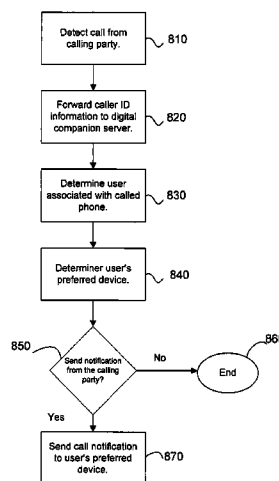 Detect call from
calling party.
810
Forward caller ID
information to digital
companion server.
820
Determine user
associated with called
phone.
830
Determiner user's
preferred device.
840
850
Send notification
from the calling
party?
No
End
Yes
Send call notification
to user's preferred
device.
870